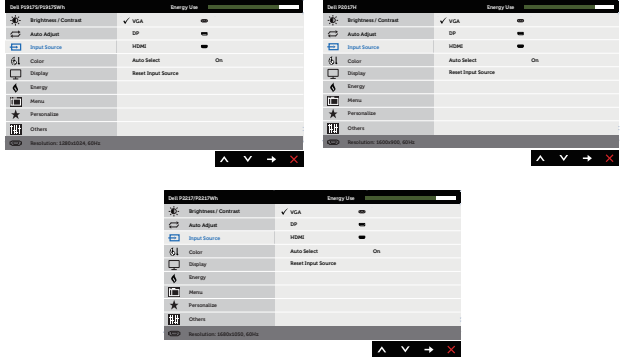 Dell P1917S/P1917SWh Energy Use
Brightness / Contrast
Auto Adjust
Input Source
Color
Display
Energy
Menu
Personalize
Others
Resolution: 1280x1024, 60Hz
VGA
DP
HDMI
Auto Select On
Reset Input Source
Dell P2017H Energy Use
Brightness / Contrast
Auto Adjust
Input Source
Color
Display
Energy
Menu
Personalize
Others
Resolution: 1600x900, 60Hz
VGA
DP
HDMI
Auto Select On
Reset Input Source
Dell P2217/P2217Wh Energy Use
Brightness / Contrast
Auto Adjust
Input Source
Color
Display
Energy
Menu
Personalize
Others
Resolution: 1680x1050, 60Hz
VGA
DP
HDMI
Auto Select On
Reset Input Source